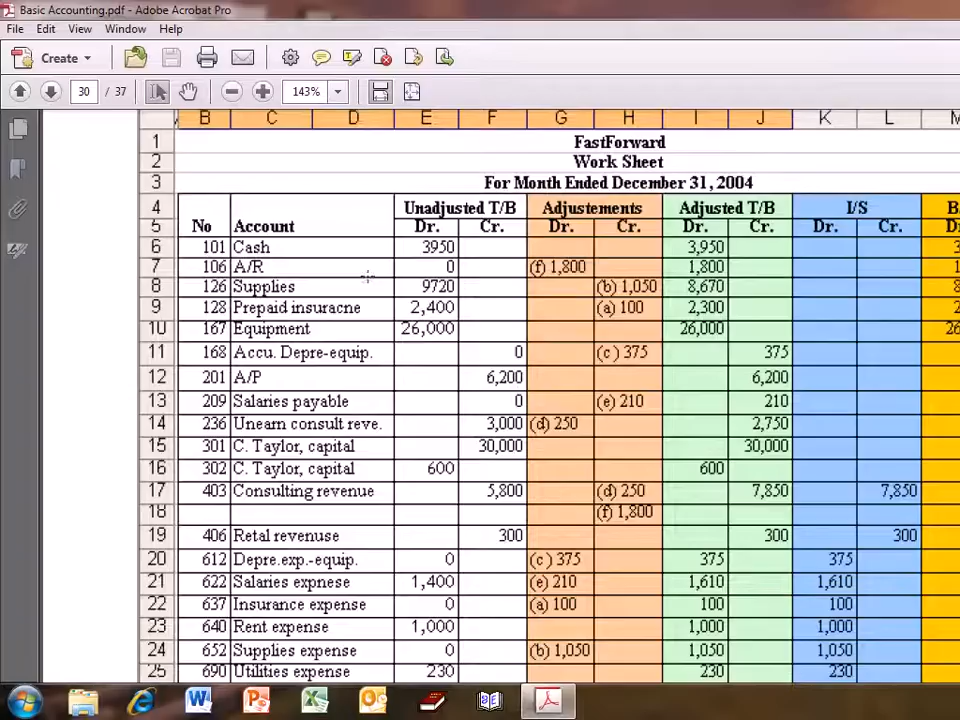 Basic Accounting.pdf - Adobe Acrobat Pro
File Edit View Window Help
Create
30 / 37 143%
B C D E F G H I J K L M
1 FastForward
2 Work Sheet
3 For Month Ended December 31, 2004
4 Unadjusted T/B Adjustements Adjusted T/B I/S B
5 No Account Dr. Cr. Dr. Cr. Dr. Cr. Dr. Cr.
6 101 Cash 3950 3,950
7 106 A/R 0 (f) 1,800 1,800
8 126 Supplies 9720 (b) 1,050 8,670
9 128 Prepaid insuracne 2,400 (a) 100 2,300
10 167 Equipment 26,000 26,000
11 168 Accu. Depre-equip. 0 (c ) 375 375
12 201 A/P 6,200 6,200
13 209 Salaries payable 0 (e) 210 210
14 236 Unearn consult reve. 3,000 (d) 250 2,750
15 301 C. Taylor, capital 30,000 30,000
16 302 C. Taylor, capital 600 600
17 403 Consulting revenue 5,800 (d) 250 7,850 7,850
18 (f) 1,800
19 406 Retal revenuse 300 300 300
20 612 Depre.exp.-equip. 0 (c ) 375 375 375
21 622 Salaries expnese 1,400 (e) 210 1,610 1,610
22 637 Insurance expense 0 (a) 100 100 100
23 640 Rent expense 1,000 1,000 1,000
24 652 Supplies expense 0 (b) 1,050 1,050 1,050
25 690 Utilities expense 230 230 230